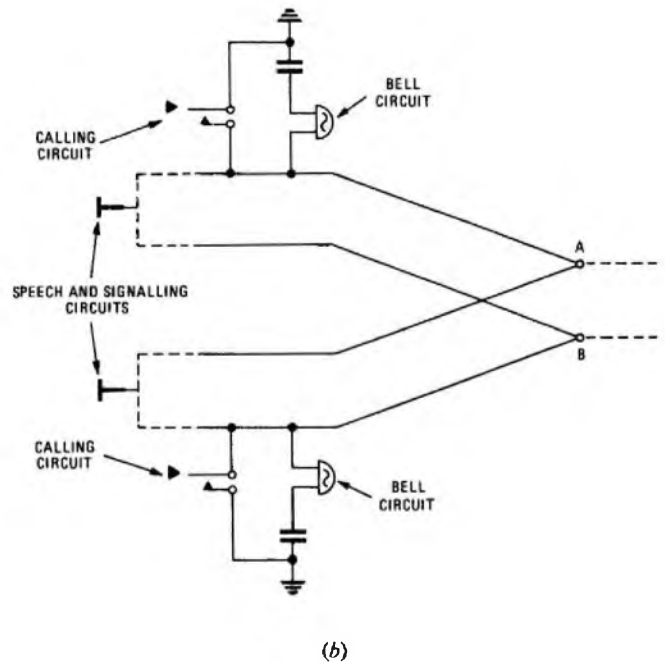 BELL
CIRCUIT
CALLING
CIRCUIT
A
SPEECH AND SIGNALLING
CIRCUITS
B
CALLING
CIRCUIT
BELL
CIRCUIT
(b)